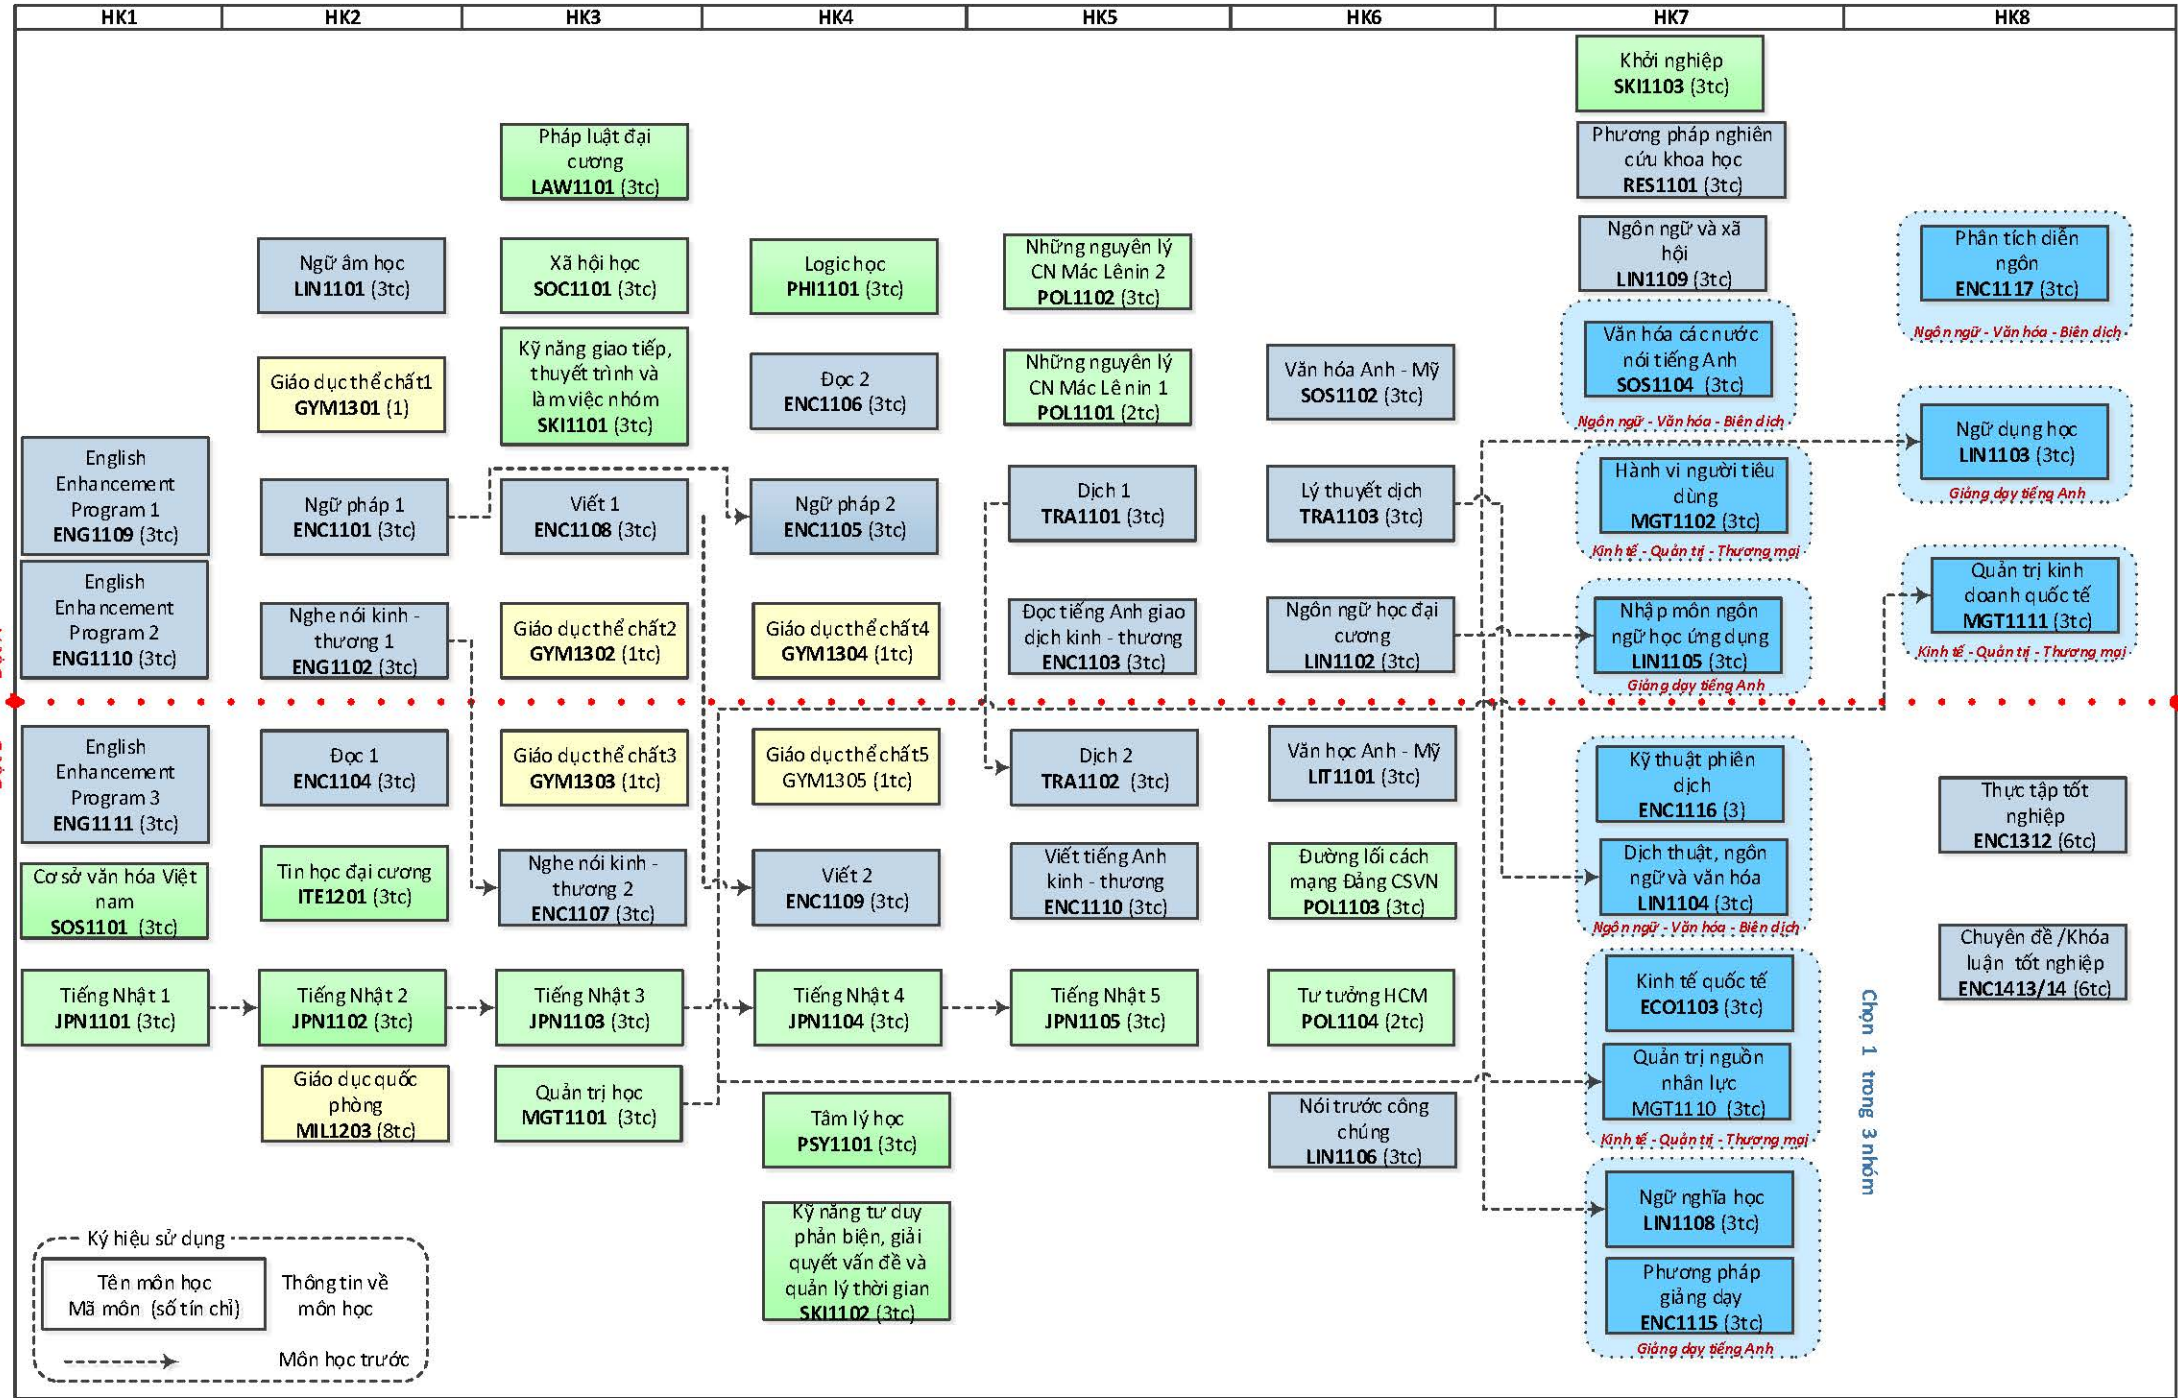 HK1
HK2
HK3
HK4
HK5
HK6
HK7
HK8
English
Enhancement
Program 1
ENG1109 (3tc)
English
Enhancement
Program 2
ENG1110 (3tc)
English
Enhancement
Program 3
ENG1111 (3tc)
Cơ sở văn hóa Việt
nam
SOS1101 (3tc)
Tiếng Nhật 1
JPN1101 (3tc)
Ngữ âm học
LIN1101 (3tc)
Giáo dục thể chất1
GYM1301 (1)
Ngữ pháp 1
ENC1101 (3tc)
Nghe nói kinh -
thương 1
ENG1102 (3tc)
Đọc 1
ENC1104 (3tc)
Tin học đại cương
ITE1201 (3tc)
Tiếng Nhật 2
JPN1102 (3tc)
Giáo dục quốc
phòng
MIL1203 (8tc)
Pháp luật đại
cương
LAW1101 (3tc)
Xã hội học
SOC1101 (3tc)
Kỹ năng giao tiếp,
thuyết trình và
làm việc nhóm
SKI1101 (3tc)
Viết 1
ENC1108 (3tc)
Giáo dục thể chất2
GYM1302 (1tc)
Giáo dục thể chất3
GYM1303 (1tc)
Nghe nói kinh -
thương 2
ENC1107 (3tc)
Tiếng Nhật 3
JPN1103 (3tc)
Quản trị học
MGT1101 (3tc)
Logic học
PHI1101 (3tc)
Đọc 2
ENC1106 (3tc)
Ngữ pháp 2
ENC1105 (3tc)
Giáo dục thể chất4
GYM1304 (1tc)
Giáo dục thể chất5
GYM1305 (1tc)
Viết 2
ENC1109 (3tc)
Tiếng Nhật 4
JPN1104 (3tc)
Tâm lý học
PSY1101 (3tc)
Kỹ năng tư duy
phản biện, giải
quyết vấn đề và
quản lý thời gian
SKI1102 (3tc)
Những nguyên lý
CN Mác Lênin 2
POL1102 (3tc)
Những nguyên lý
CN Mác Lê nin 1
POL1101 (2tc)
Dịch 1
TRA1101 (3tc)
Đọc tiếng Anh giao
dịch kinh - thương
ENC1103 (3tc)
Dịch 2
TRA1102 (3tc)
Viết tiếng Anh
kinh - thương
ENC1110 (3tc)
Tiếng Nhật 5
JPN1105 (3tc)
Văn hóa Anh - Mỹ
SOS1102 (3tc)
Lý thuyết dịch
TRA1103 (3tc)
Ngôn ngữ học đại
cương
LIN1102 (3tc)
Văn học Anh - Mỹ
LIT1101 (3tc)
Đường lối cách
mạng Đảng CSVN
POL1103 (3tc)
Tư tưởng HCM
POL1104 (2tc)
Nói trước công
chúng
LIN1106 (3tc)
Khởi nghiệp
SKI1103 (3tc)
Phương pháp nghiên
cứu khoa học
RES1101 (3tc)
Ngôn ngữ và xã
hội
LIN1109 (3tc)
Văn hóa các nước
nói tiếng Anh
SOS1104 (3tc)
Ngôn ngữ - Văn hóa - Biên dịch
Hành vi người tiêu
dùng
MGT1102 (3tc)
Kinh tế - Quản trị - Thương mại
Nhập môn ngôn
ngữ học ứng dụng
LIN1105 (3tc)
Giảng dạy tiếng Anh
Kỹ thuật phiên
dịch
ENC1116 (3)
Dịch thuật, ngôn
ngữ và văn hóa
LIN1104 (3tc)
Ngôn ngữ - Văn hóa - Biên dịch
Kinh tế quốc tế
ECO1103 (3tc)
Quản trị nguồn
nhân lực
MGT1110 (3tc)
Kinh tế - Quản trị - Thương mại
Ngữ nghĩa học
LIN1108 (3tc)
Phương pháp
giảng dạy
ENC1115 (3tc)
Giảng dạy tiếng Anh
Chọn 1 trong 3 nhóm
Phân tích diễn
ngôn
ENC1117 (3tc)
Ngôn ngữ - Văn hóa - Biên dịch
Ngữ dụng học
LIN1103 (3tc)
Giảng dạy tiếng Anh
Quản trị kinh
doanh quốc tế
MGT1111 (3tc)
Kinh tế - Quản trị - Thương mại
Thực tập tốt
nghiệp
ENC1312 (6tc)
Chuyên đề /Khóa
luận tốt nghiệp
ENC1413/14 (6tc)
Ký hiệu sử dụng
Tên môn học
Mã môn (số tín chỉ)
Thông tin về
môn học
Môn học trước